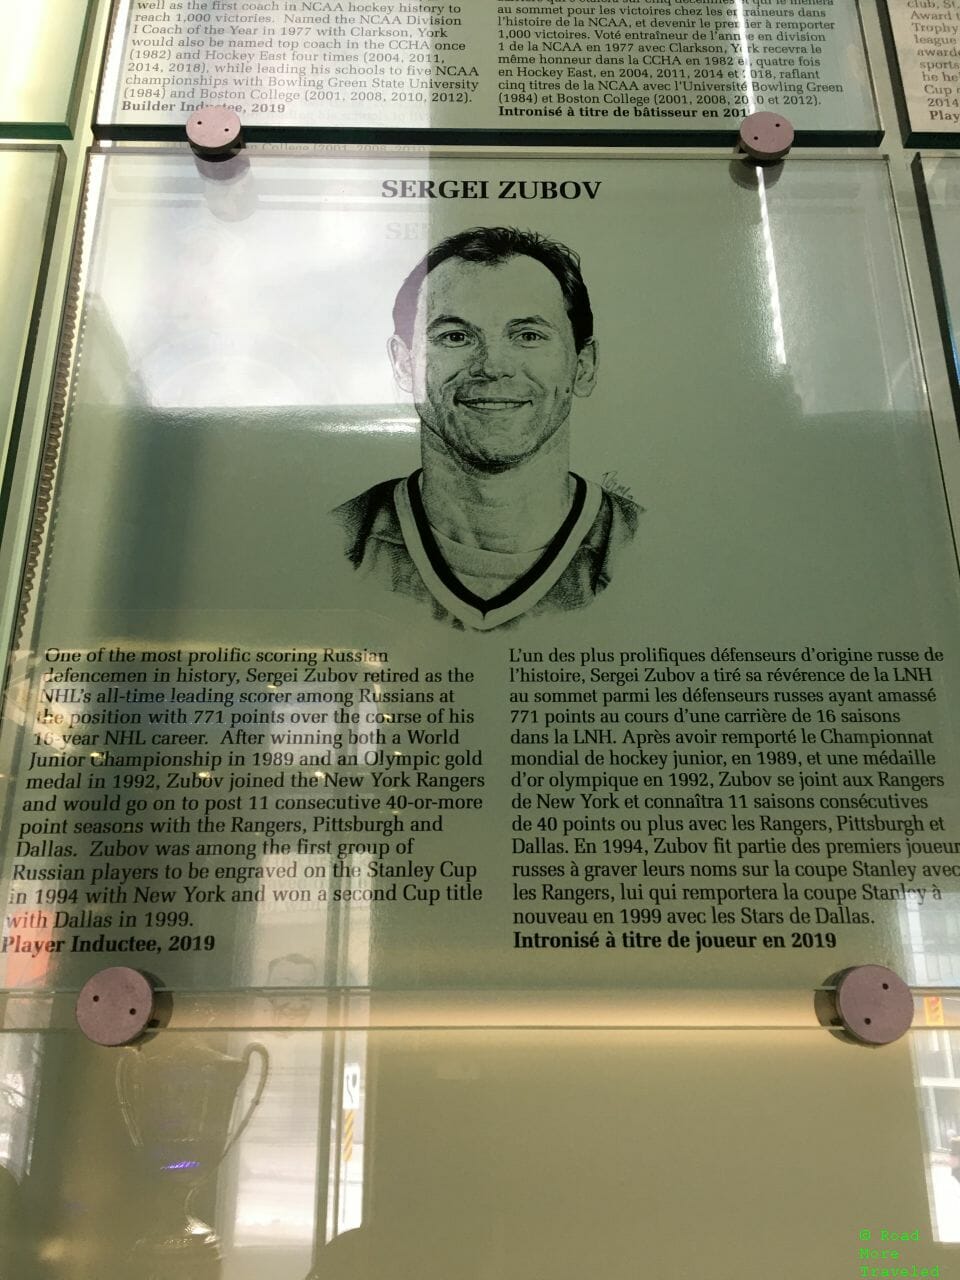 well as the first coach in NCAA hockey history to
reach 1,000 victories. Named the NCAA Division
I Coach of the Year in 1977 with Clarkson, York
would also be named top coach in the CCHA once
(1982) and Hockey East four times (2004, 2011,
2014, 2018), while leading his schools to five NCAA
championships with Bowling Green State University
(1984) and Boston College (2001, 2008, 2010, 2012).
Builder Inductee, 2019
au sommet pour les victoires chez les entraîneurs dans
l'histoire de la NCAA, et devenir le premier à remporter
1,000 victoires. Voté entraîneur de l'année en division
1 de la NCAA en 1977 avec Clarkson, York recevra le
même honneur dans la CCHA en 1982 et, quatre fois
en Hockey East, en 2004, 2011, 2014 et 2018, raflant
cinq titres de la NCAA avec l'Université Bowling Green
(1984) et Boston College (2001, 2008, 2010 et 2012).
Intronisé à titre de bâtisseur en 201
club, St.
Award
Trophy
league
award
sports
he he
Cup
2014
Play
SERGEI ZUBOV
One of the most prolific scoring Russian
defencemen in history, Sergei Zubov retired as the
NHL's all-time leading scorer among Russians at
the position with 771 points over the course of his
16-year NHL career. After winning both a World
Junior Championship in 1989 and an Olympic gold
medal in 1992, Zubov joined the New York Rangers
and would go on to post 11 consecutive 40-or-more
point seasons with the Rangers, Pittsburgh and
Dallas. Zubov was among the first group of
Russian players to be engraved on the Stanley Cup
in 1994 with New York and won a second Cup title
with Dallas in 1999.
Player Inductee, 2019
L'un des plus prolifiques défenseurs d'origine russe de
l'histoire, Sergei Zubov a tiré sa révérence de la LNH
au sommet parmi les défenseurs russes ayant amassé
771 points au cours d'une carrière de 16 saisons
dans la LNH. Après avoir remporté le Championnat
mondial de hockey junior, en 1989, et une médaille
d'or olympique en 1992, Zubov se joint aux Rangers
de New York et connaîtra 11 saisons consécutives
de 40 points ou plus avec les Rangers, Pittsburgh et
Dallas. En 1994, Zubov fit partie des premiers joueur
russes à graver leurs noms sur la coupe Stanley avec
les Rangers, lui qui remportera la coupe Stanley à
nouveau en 1999 avec les Stars de Dallas.
Intronisé à titre de joueur en 2019
© Road
More
Traveled